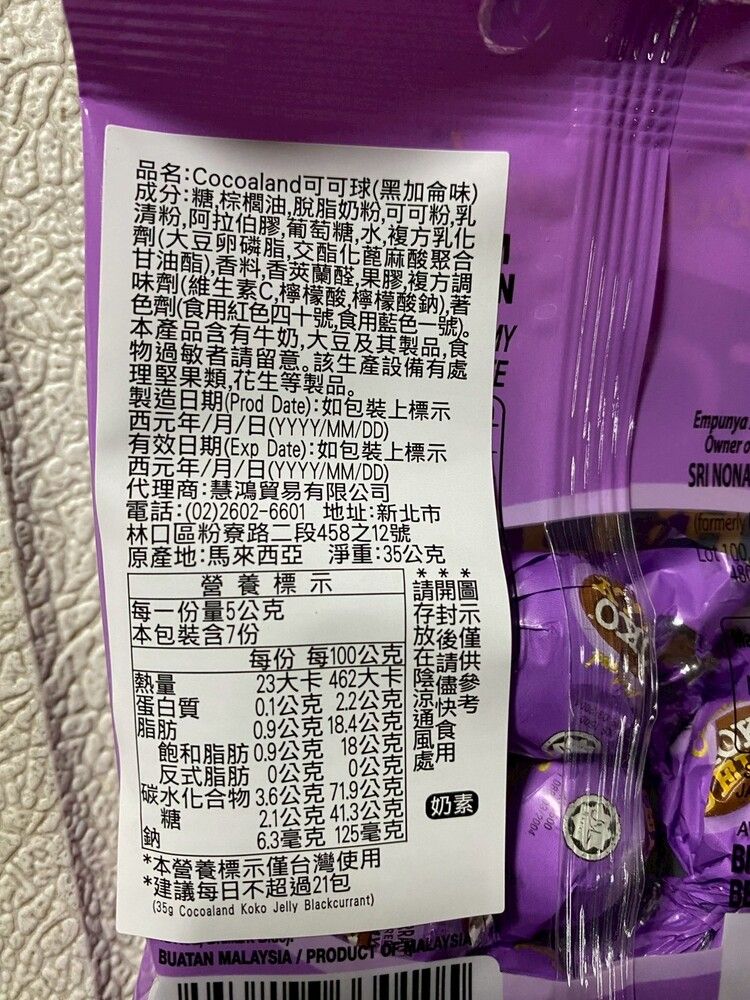 品名:Cocoaland可可球(黑加侖味)
成分:糖,棕櫚油,脫脂奶粉,可可粉,乳
清粉,阿拉伯膠,葡萄糖,水,複方乳化
劑(大豆卵磷脂,交酯化蓖麻酸聚合
甘油酯),香料,香莢蘭醛,果膠,複方調
味劑(維生素C,檸檬酸,檸檬酸鈉),著
色劑(食用紅色四十號,食用藍色一號)。
本產品含有牛奶,大豆及其製品,食
物過敏者請留意。該生產設備有處
理堅果類,花生等製品。
製造日期(Prod Date):如包裝上標示
西元年/月/日(YYYY/MM/DD)
有效日期(Exp Date):如包裝上標示
西元年/月/日(YYYY/MM/DD)
代理商:慧鴻貿易有限公司
電話:(02)2602-6601 地址:新北市
林口區粉寮路二段458之12號
原產地:馬來西亞 淨重:35公克
營養標示
每一份量5公克
本包裝含7份
每份 每100公克
熱量 23大卡 462大卡
蛋白質 0.1公克 2.2公克
脂肪 0.9公克 18.4公克
飽和脂肪 0.9公克 18公克
反式脂肪 0公克 0公克
碳水化合物 3.6公克 71.9公克
糖 2.1公克 41.3公克
鈉 6.3毫克 125毫克
*圖示僅供參考
*開封後請儘快食用
*請存放在陰涼通風處
奶素
*本營養標示僅台灣使用
*建議每日不超過21包
(35g Cocoaland Koko Jelly Blackcurrant)
BUATAN MALAYSIA / PRODUCT OF MALAYSIA
Empunya
Owner o
SRI NONA
(formerly
Lot 100